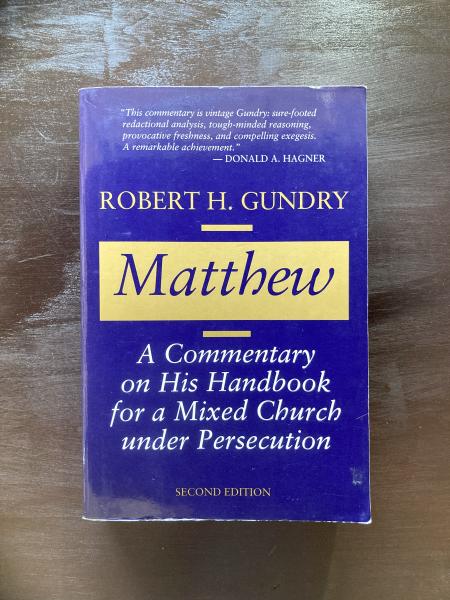 "This commentary is vintage Gundry: sure-footed
redactional analysis, tough-minded reasoning,
provocative freshness, and compelling exegesis.
A remarkable achievement."
— DONALD A. HAGNER
ROBERT H. GUNDRY
Matthew
A Commentary
on His Handbook
for a Mixed Church
under Persecution
SECOND EDITION